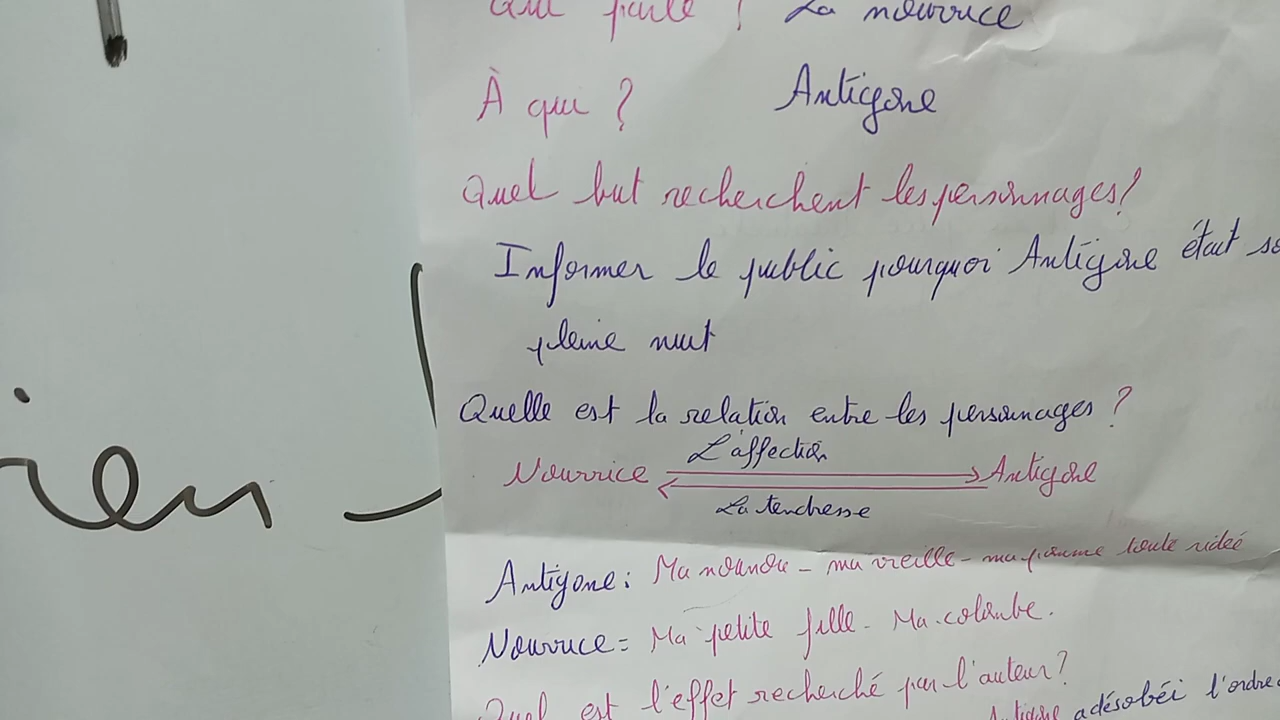 Qui parle ? La nourrice
À qui ? Antigone
Quel but recherchent les personnages ?
Informer le public pourquoi Antigone était
pleine nuit
Quelle est la relation entre les personnages ?
L'affection
Nourrice Antigone
La tendresse
Antigone : Ma nounou - ma vieille - ma pomme toute ridée
Nourrice = Ma petite fille - Ma colombe.
Quel est l'effet recherché par l'auteur ?
Antigone a désobéi l'ordre